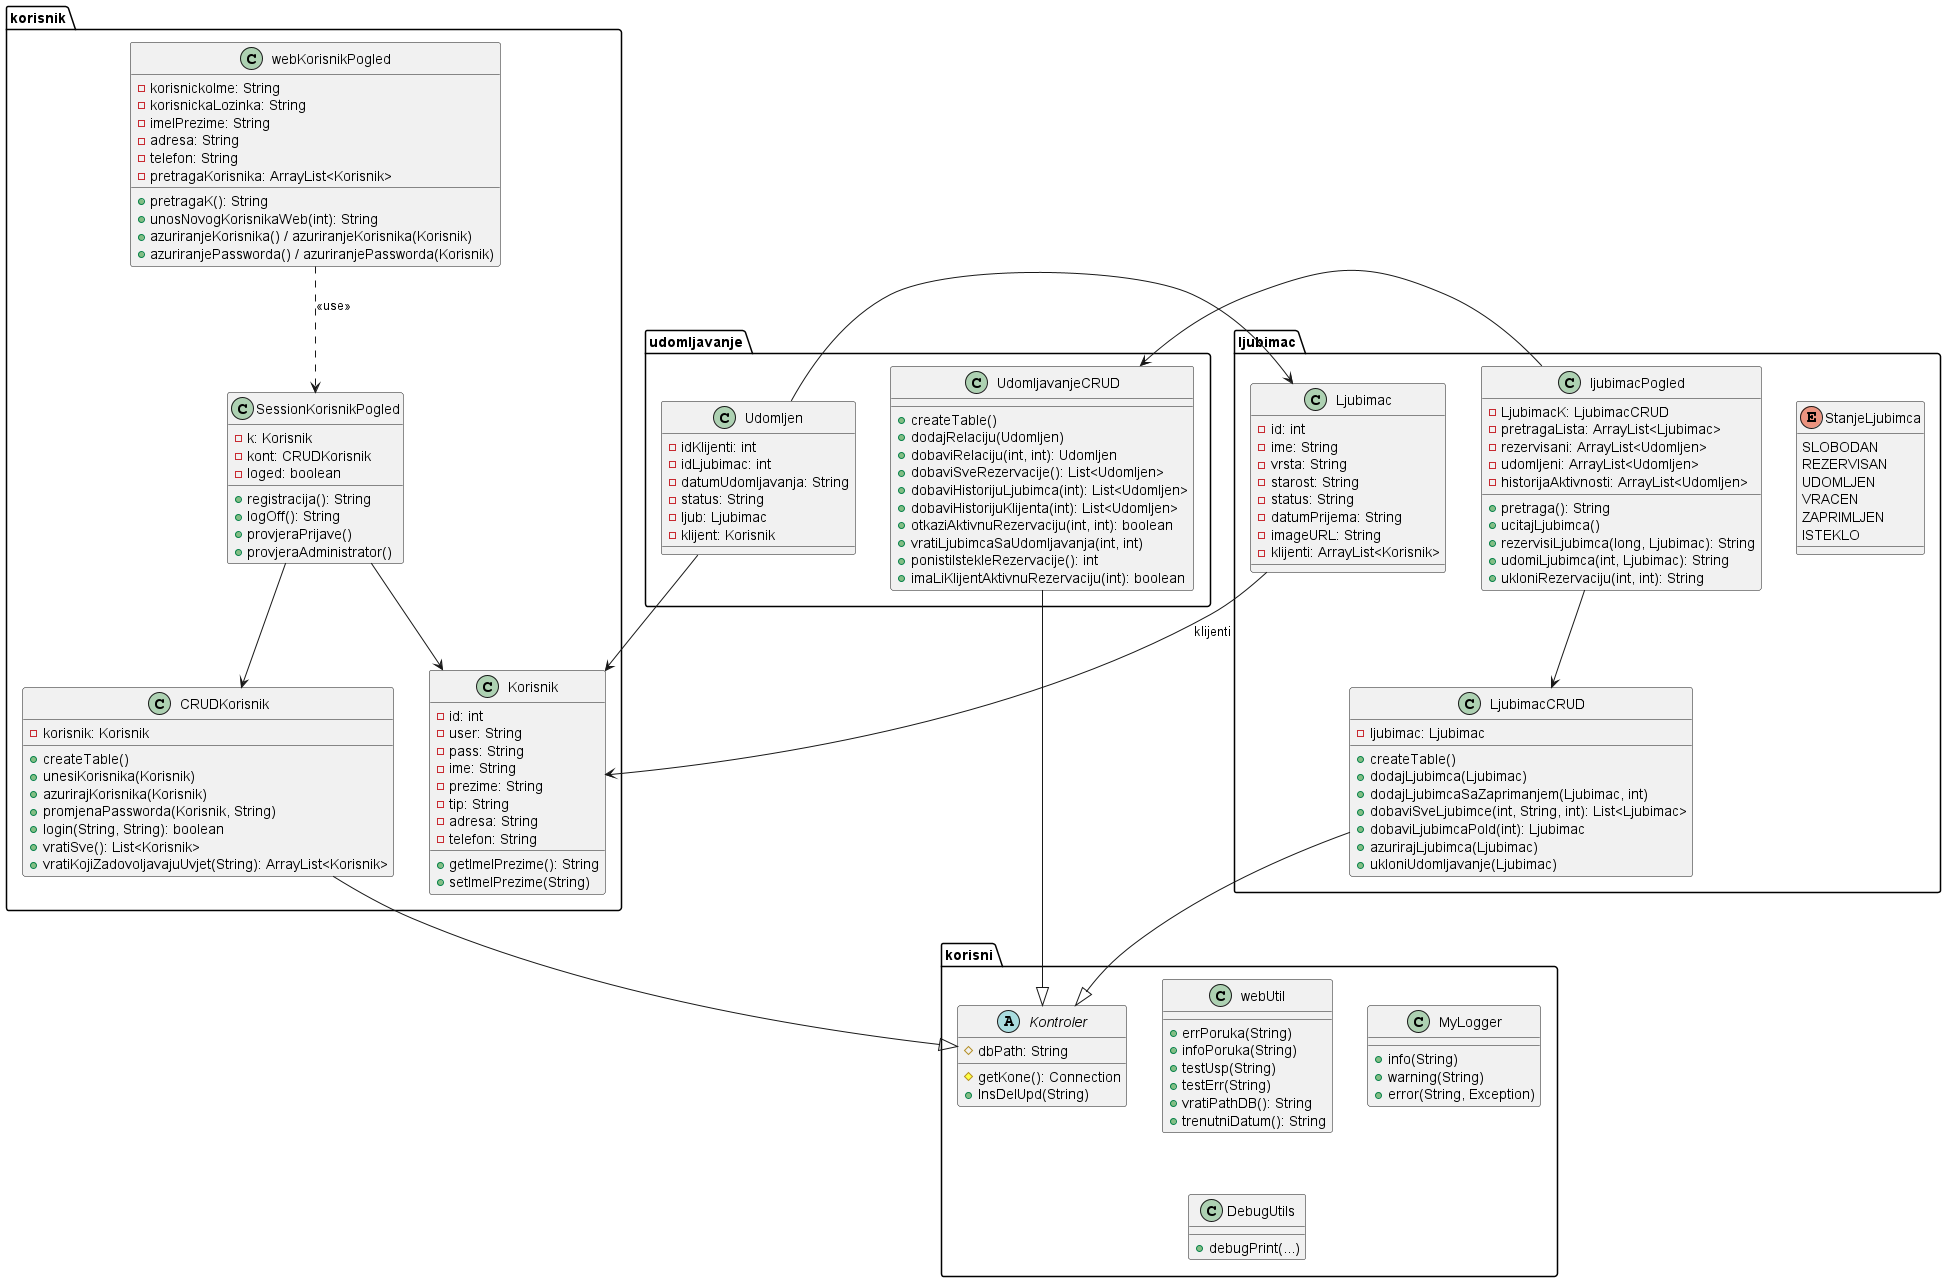 korisnik
C webKorisnikPogled
korisnickoIme: String
korisnickaLozinka: String
imeIPrezime: String
adresa: String
telefon: String
pretragaKorisnika: ArrayList<Korisnik>
pretragaK(): String
unosNovogKorisnikaWeb(int): String
azuriranjeKorisnika() / azuriranjeKorisnika(Korisnik)
azuriranjePassworda() / azuriranjePassworda(Korisnik)
«use»
C SessionKorisnikPogled
k: Korisnik
kont: CRUDKorisnik
loged: boolean
registracija(): String
logOff(): String
provjeraPrijave()
provjeraAdministrator()
C CRUDKorisnik
korisnik: Korisnik
createTable()
unesiKorisnika(Korisnik)
azurirajKorisnika(Korisnik)
promjenaPassworda(Korisnik, String)
login(String, String): boolean
vratiSve(): List<Korisnik>
vratiKojiZadovoljavajuUvjet(String): ArrayList<Korisnik>
C Korisnik
id: int
user: String
pass: String
ime: String
prezime: String
tip: String
adresa: String
telefon: String
getImeIPrezime(): String
setImeIPrezime(String)
udomljavanje
C Udomljen
idKlijenti: int
idLjubimac: int
datumUdomljavanja: String
status: String
ljub: Ljubimac
klijent: Korisnik
C UdomljavanjeCRUD
createTable()
dodajRelaciju(Udomljen)
dobaviRelaciju(int, int): Udomljen
dobaviSveRezervacije(): List<Udomljen>
dobaviHistorijuLjubimca(int): List<Udomljen>
dobaviHistorijuKlijenta(int): List<Udomljen>
otkaziAktivnuRezervaciju(int, int): boolean
vratiLjubimcaSaUdomljavanja(int, int)
ponistiIstekleRezervacije(): int
imaLiKlijentAktivnuRezervaciju(int): boolean
ljubimac
C Ljubimac
id: int
ime: String
vrsta: String
starost: String
status: String
datumPrijema: String
imageURL: String
klijenti: ArrayList<Korisnik>
klijenti
C ljubimacPogled
LjubimacK: LjubimacCRUD
pretragaLista: ArrayList<Ljubimac>
rezervisani: ArrayList<Udomljen>
udomljeni: ArrayList<Udomljen>
historijaAktivnosti: ArrayList<Udomljen>
pretraga(): String
ucitajLjubimca()
rezervisiLjubimca(long, Ljubimac): String
udomiLjubimca(int, Ljubimac): String
ukloniRezervaciju(int, int): String
E StanjeLjubimca
SLOBODAN
REZERVISAN
UDOMLJEN
VRACEN
ZAPRIMLJEN
ISTEKLO
C LjubimacCRUD
ljubimac: Ljubimac
createTable()
dodajLjubimca(Ljubimac)
dodajLjubimcaSaZaprimanjem(Ljubimac, int)
dobaviSveLjubimce(int, String, int): List<Ljubimac>
dobaviLjubimcaPoId(int): Ljubimac
azurirajLjubimca(Ljubimac)
ukloniUdomljavanje(Ljubimac)
korisni
A Kontroler
dbPath: String
getKone(): Connection
InsDelUpd(String)
C webUtil
errPoruka(String)
infoPoruka(String)
testUsp(String)
testErr(String)
vratiPathDB(): String
trenutniDatum(): String
C MyLogger
info(String)
warning(String)
error(String, Exception)
C DebugUtils
debugPrint(...)